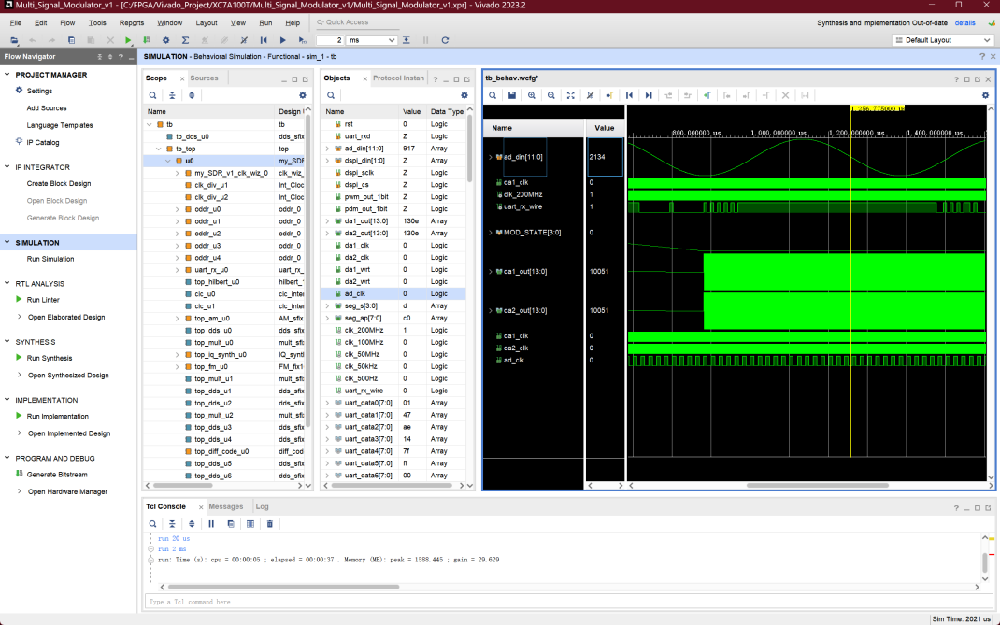 Multi_Signal_Modulator_v1 - [C:/FPGA/Vivado_Project/XC7A100T/Multi_Signal_Modulator_v1/Multi_Signal_Modulator_v1.xpr] - Vivado 2023.2
File Edit Flow Tools Reports Window Layout View Run Help Quick Access
Synthesis and Implementation Out-of-date details
2 ms Default Layout
Flow Navigator
SIMULATION - Behavioral Simulation - Functional - sim_1 - tb
PROJECT MANAGER
Settings
Add Sources
Language Templates
IP Catalog
IP INTEGRATOR
Create Block Design
Open Block Design
Generate Block Design
SIMULATION
Run Simulation
RTL ANALYSIS
Run Linter
Open Elaborated Design
SYNTHESIS
Run Synthesis
Open Synthesized Design
IMPLEMENTATION
Run Implementation
Open Implemented Design
PROGRAM AND DEBUG
Generate Bitstream
Open Hardware Manager
Scope Sources
Name Design
tb tb
tb_dds_u0 dds_sfix
tb_top top
u0 my_SDR
my_SDR_v1_clk_wiz_0 clk_wiz_
clk_div_u1 Int_Cloc
clk_div_u2 Int_Cloc
oddr_u0 oddr_0
oddr_u1 oddr_0
oddr_u2 oddr_0
oddr_u3 oddr_0
oddr_u4 oddr_0
uart_rx_u0 uart_rx_
top_hilbert_u0 hilbert_
cic_u0 cic_inte
cic_u1 cic_inte
top_am_u0 AM_sfix
top_dds_u0 dds_sfix
top_mult_u0 mult_sfi
top_iq_synth_u0 IQ_synt
top_fm_u0 FM_fix1
top_mult_u1 mult_sfi
top_dds_u1 dds_sfix
top_dds_u2 dds_sfix
top_mult_u2 mult_sfi
top_dds_u3 dds_sfix
top_dds_u4 dds_sfix
top_diff_code_u0 diff_cod
top_dds_u5 dds_sfix
top_dds_u6 dds_sfix
Objects Protocol Instan
Name Value Data Type
rst 0 Logic
uart_rxd Z Logic
ad_din[11:0] 917 Array
dspi_din[1:0] Z Array
dspi_sclk Z Logic
dspi_cs Z Logic
pwm_out_1bit Z Logic
pdm_out_1bit Z Logic
da1_out[13:0] 130e Array
da2_out[13:0] 130e Array
da1_clk 0 Logic
da2_clk 0 Logic
da1_wrt 0 Logic
da2_wrt 0 Logic
ad_clk 0 Logic
seg_s[3:0] d Array
seg_ap[7:0] c0 Array
clk_200MHz 1 Logic
clk_100MHz 0 Logic
clk_50MHz 0 Logic
clk_50kHz 0 Logic
clk_500Hz 0 Logic
uart_rx_wire 0 Logic
uart_data0[7:0] 01 Array
uart_data1[7:0] 47 Array
uart_data2[7:0] ae Array
uart_data3[7:0] 14 Array
uart_data4[7:0] 7f Array
uart_data5[7:0] ff Array
uart_data6[7:0] 00 Array
tb_behav.wcfg*
1,256.775000 us
Name Value
800.000000 us 1,000.000000 us 1,200.000000 us 1,400.000000 us
ad_din[11:0] 2134
da1_clk 0
clk_200MHz 1
uart_rx_wire 1
MOD_STATE[3:0] 0
da1_out[13:0] 10051
da2_out[13:0] 10051
da1_clk 0
da2_clk 0
ad_clk 0
Tcl Console Messages Log
run 20 us
run 2 ms
run: Time (s): cpu = 00:00:05 ; elapsed = 00:00:37 . Memory (MB): peak = 1588.445 ; gain = 29.629
Type a Tcl command here
Sim Time: 2021 us